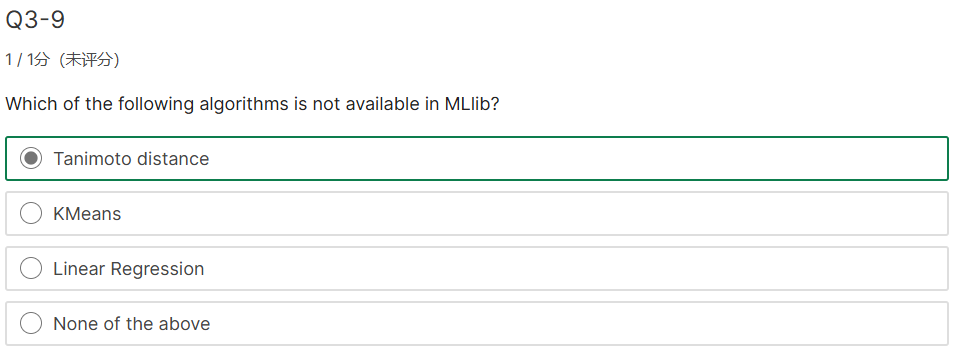 Q3-9
1 / 1分（未评分）
Which of the following algorithms is not available in MLlib?
Tanimoto distance
KMeans
Linear Regression
None of the above